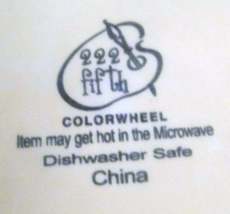 222
fifth
COLORWHEEL
Item may get hot in the Microwave
Dishwasher Safe
China